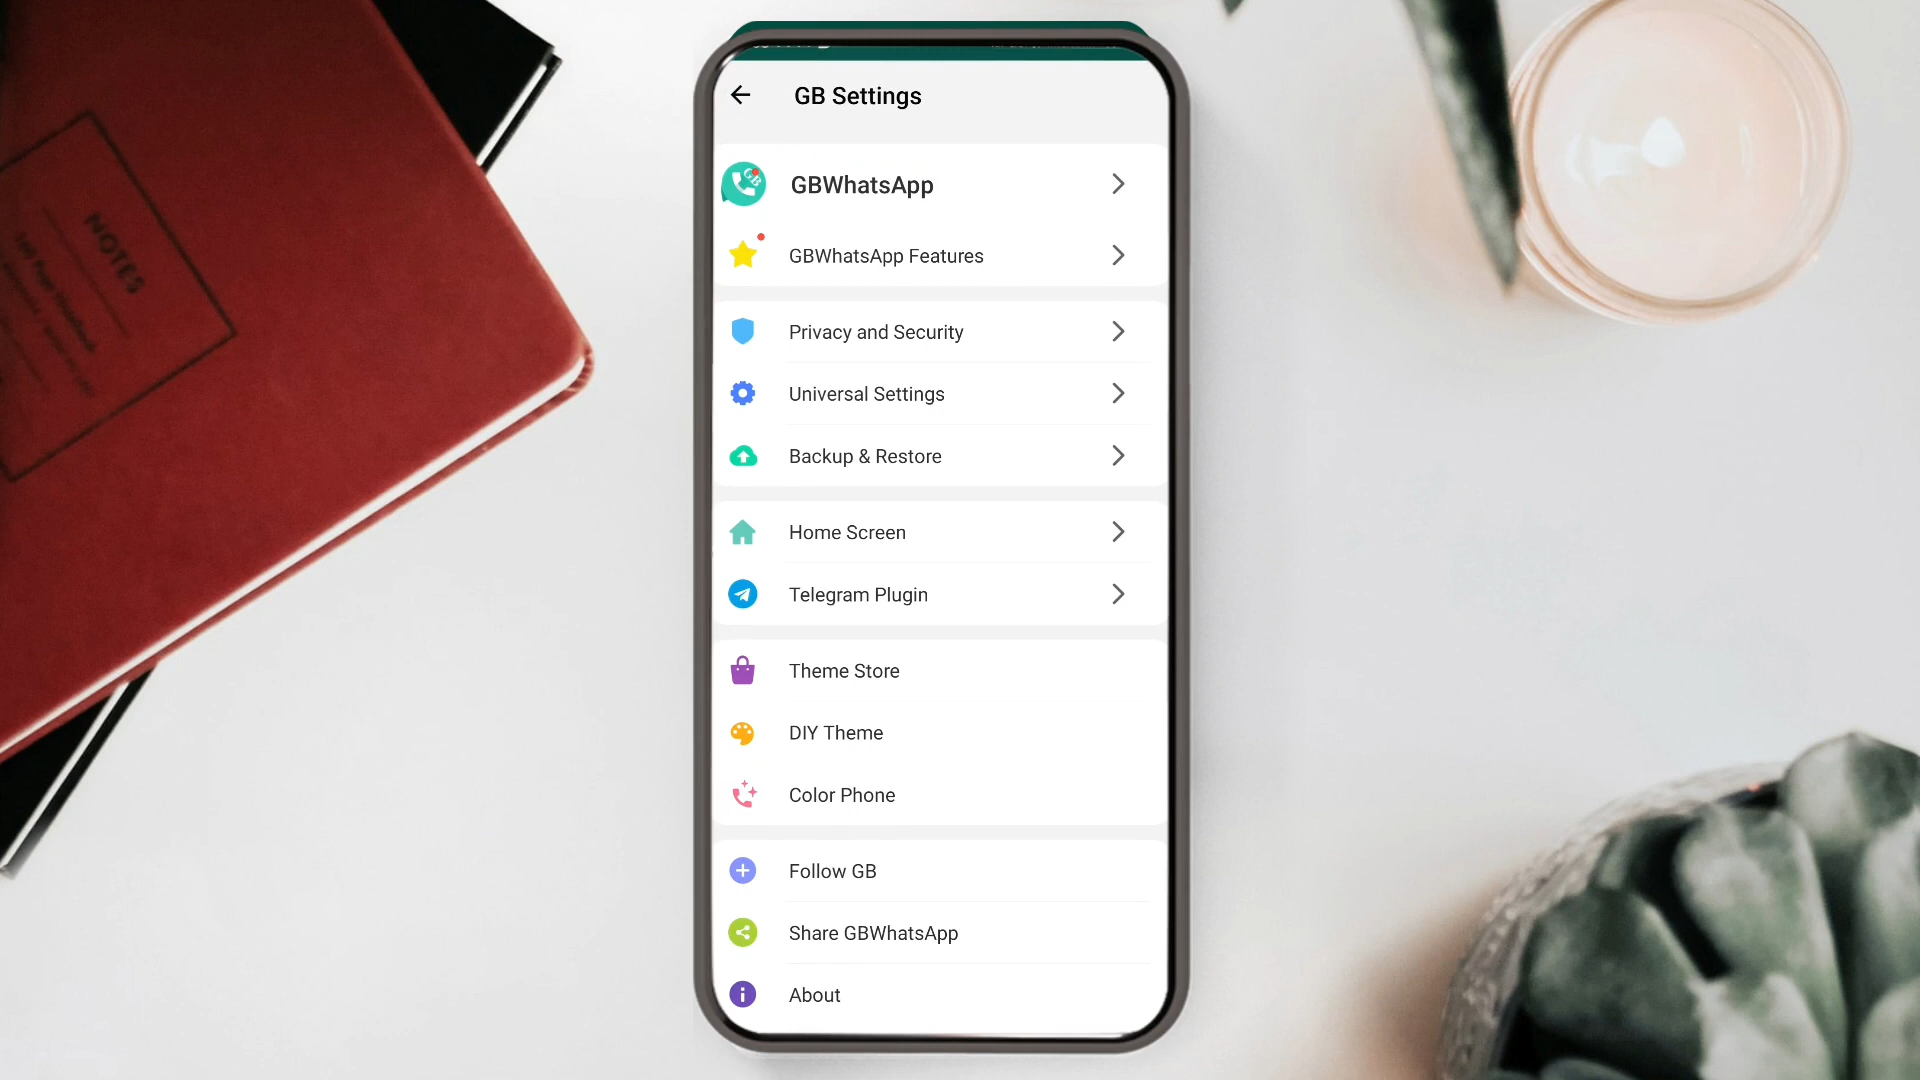 GB Settings
GBWhatsApp
GBWhatsApp Features
Privacy and Security
Universal Settings
Backup & Restore
Home Screen
Telegram Plugin
Theme Store
DIY Theme
Color Phone
Follow GB
Share GBWhatsApp
About
NOTES